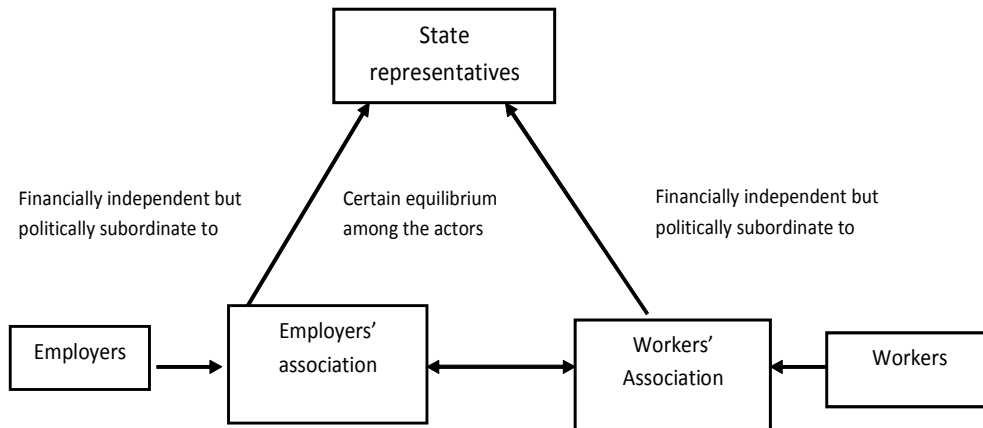 State
representatives
Financially independent but
politically subordinate to
Certain equilibrium
among the actors
Financially independent but
politically subordinate to
Employers
Employers’
association
Workers’
Association
Workers